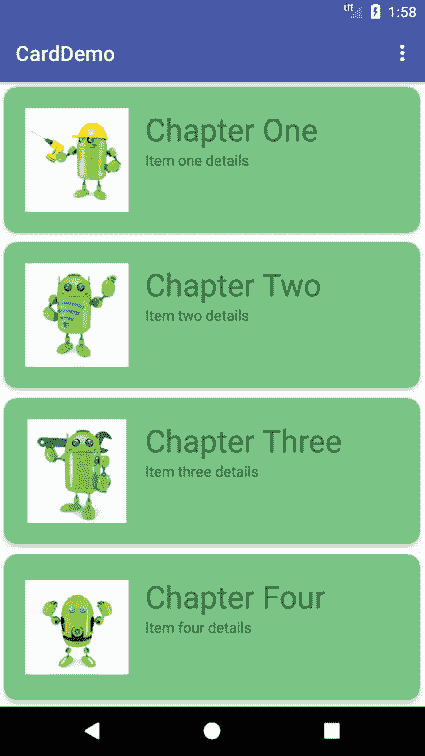 1:58
CardDemo
Chapter One
Item one details
Chapter Two
Item two details
Chapter Three
Item three details
Chapter Four
Item four details